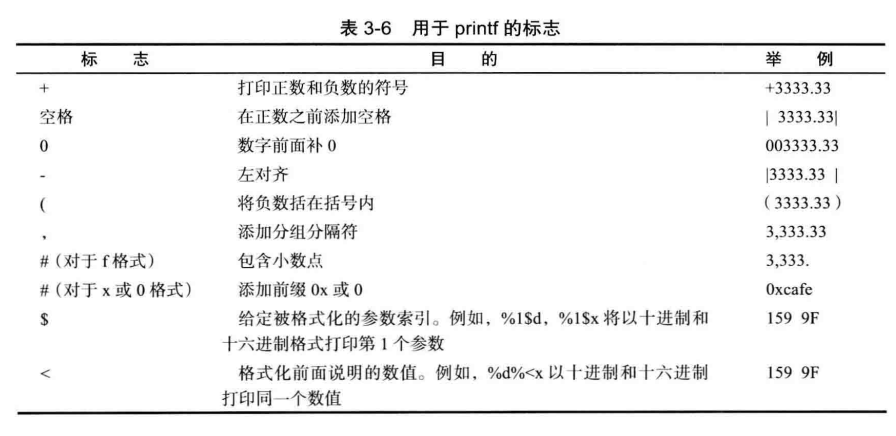 表 3-6 用于 printf 的标志
标 志 目 的 举 例
+ 打印正数和负数的符号 +3333.33
空格 在正数之前添加空格 | 3333.33|
0 数字前面补 0 003333.33
- 左对齐 |3333.33 |
( 将负数括在括号内 （3333.33）
, 添加分组分隔符 3,333.33
# (对于 f 格式) 包含小数点 3,333.
# (对于 x 或 0 格式) 添加前缀 0x 或 0 0xcafe
$ 给定被格式化的参数索引。例如，%1$d，%1$x 将以十进制和 159 9F
十六进制格式打印第 1 个参数
< 格式化前面说明的数值。例如，%d%<x 以十进制和十六进制 159 9F
打印同一个数值